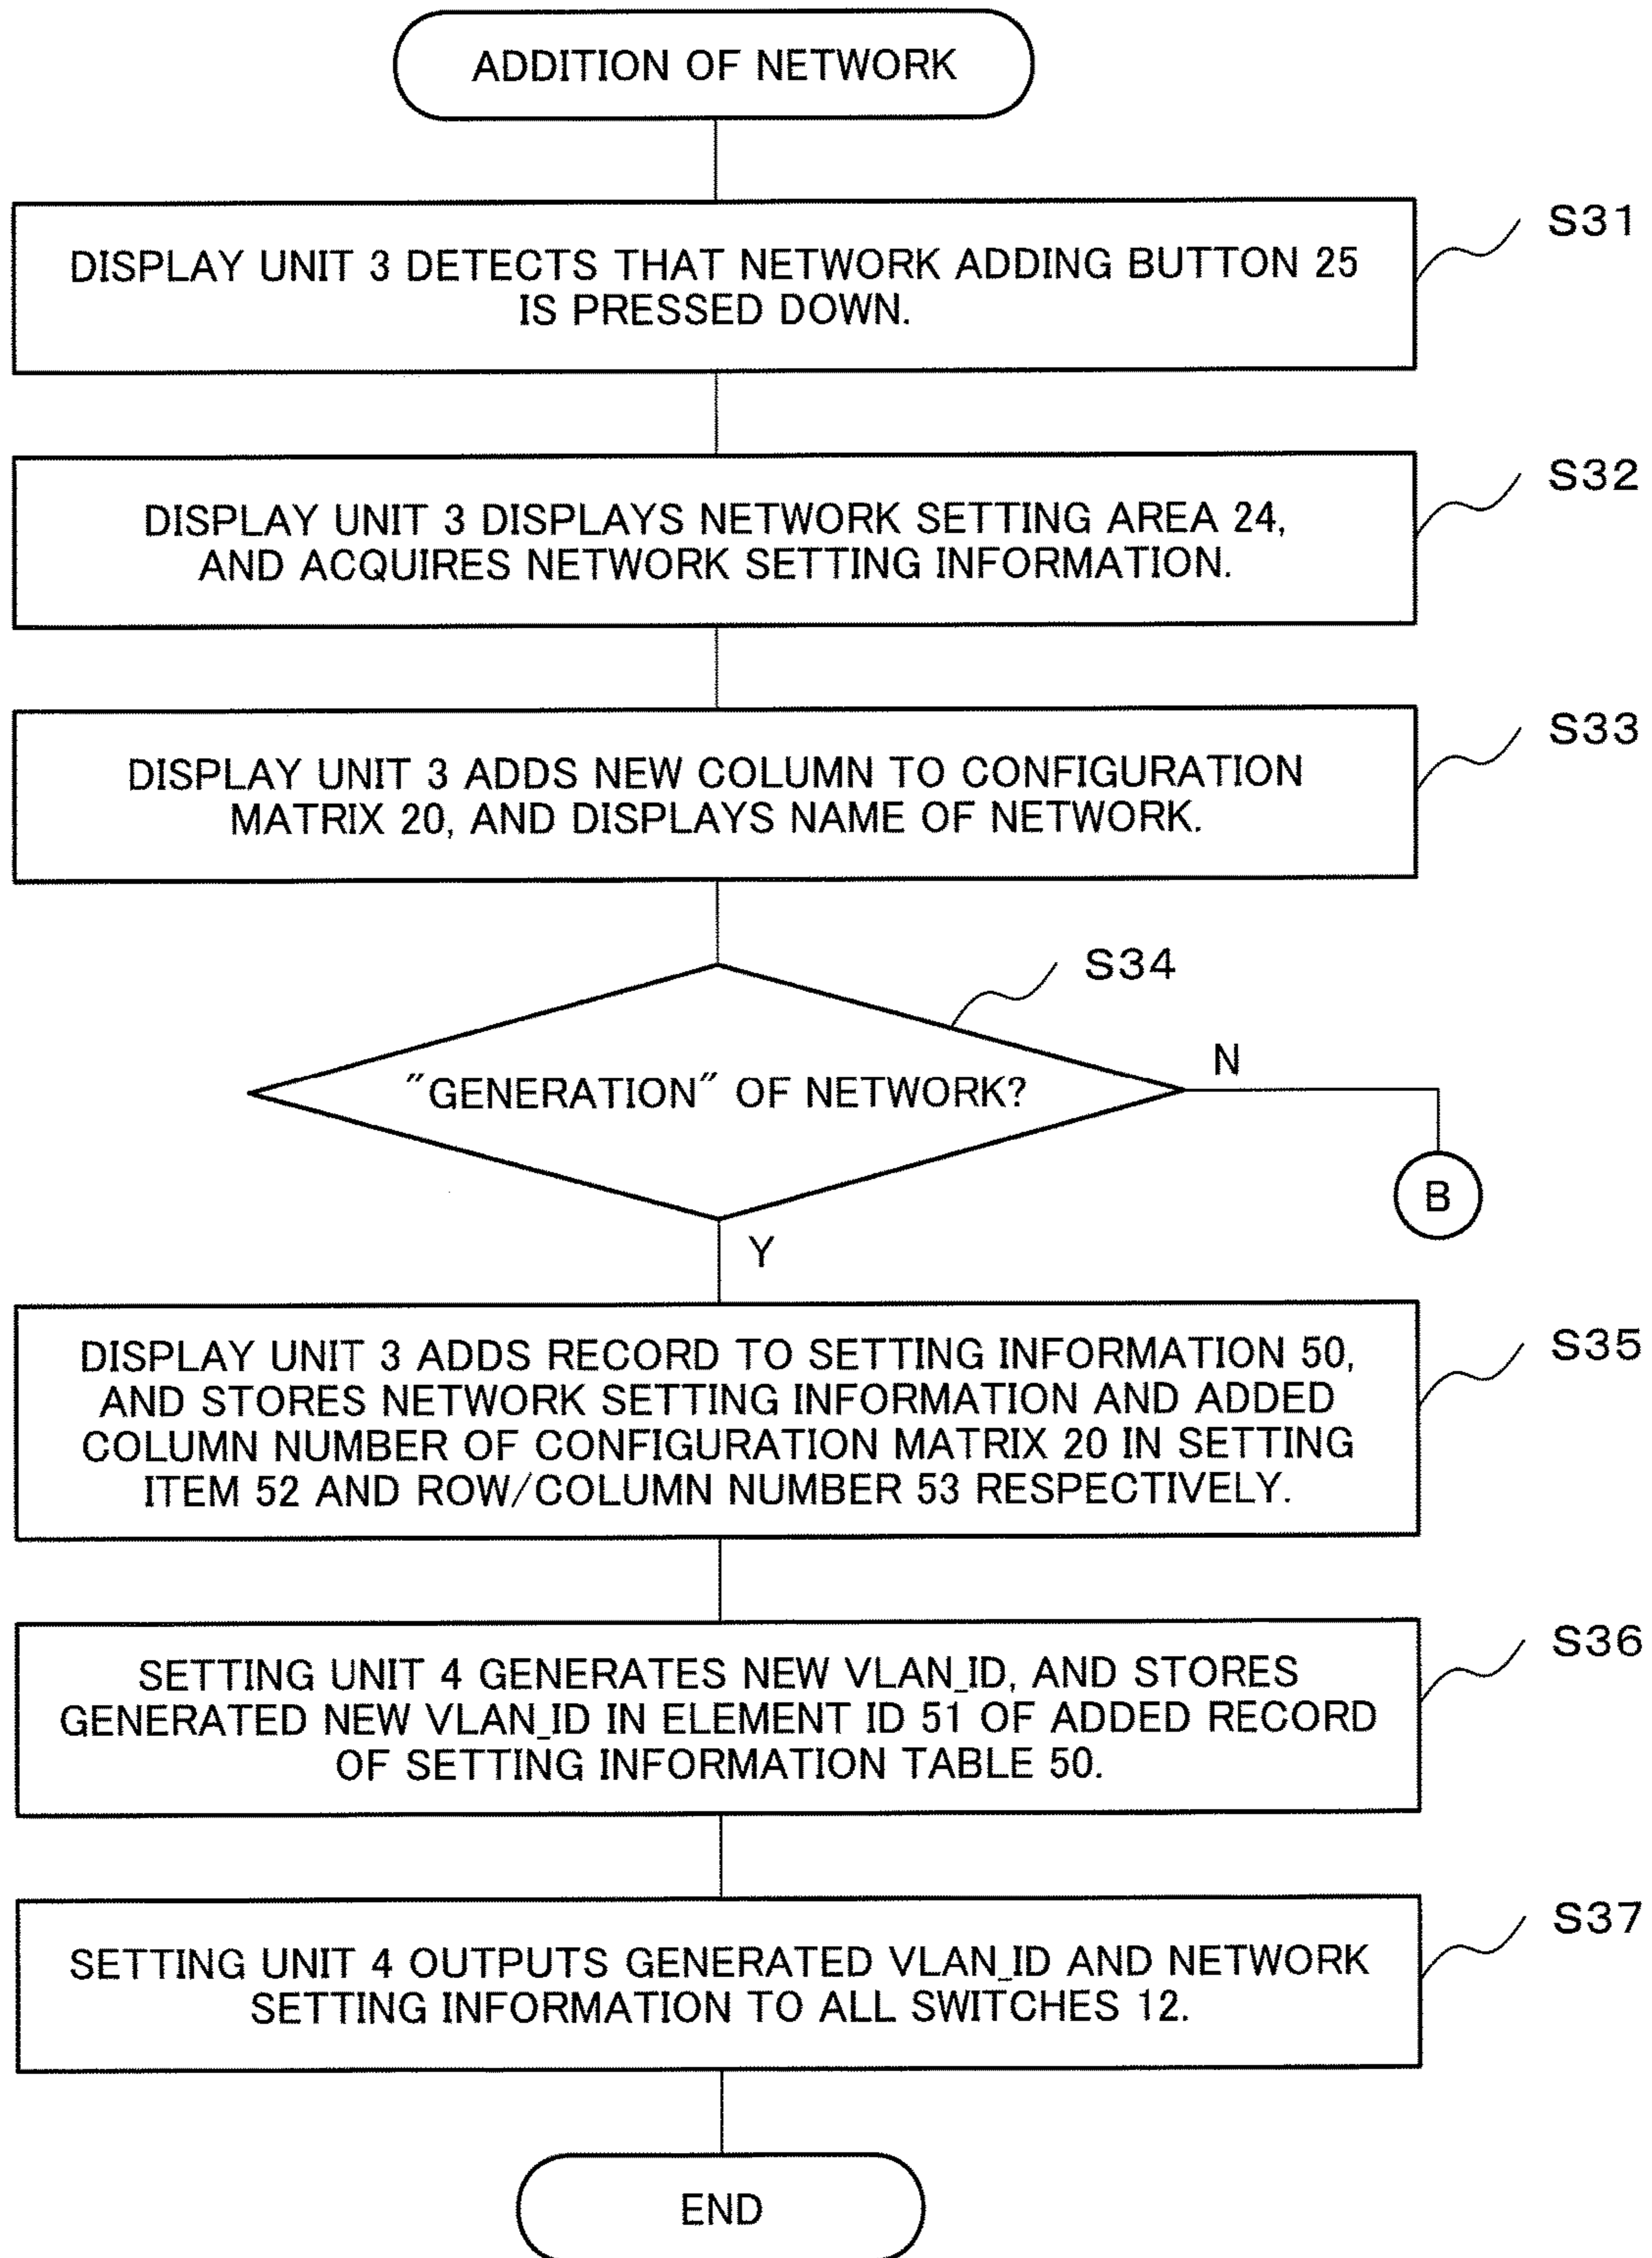 ADDITION OF NETWORK
S31
DISPLAY UNIT 3 DETECTS THAT NETWORK ADDING BUTTON 25
IS PRESSED DOWN.
S32
DISPLAY UNIT 3 DISPLAYS NETWORK SETTING AREA 24,
AND ACQUIRES NETWORK SETTING INFORMATION.
S33
DISPLAY UNIT 3 ADDS NEW COLUMN TO CONFIGURATION
MATRIX 20, AND DISPLAYS NAME OF NETWORK.
S34
"GENERATION" OF NETWORK?
N
B
Y
S35
DISPLAY UNIT 3 ADDS RECORD TO SETTING INFORMATION 50,
AND STORES NETWORK SETTING INFORMATION AND ADDED
COLUMN NUMBER OF CONFIGURATION MATRIX 20 IN SETTING
ITEM 52 AND ROW/COLUMN NUMBER 53 RESPECTIVELY.
S36
SETTING UNIT 4 GENERATES NEW VLAN_ID, AND STORES
GENERATED NEW VLAN_ID IN ELEMENT ID 51 OF ADDED RECORD
OF SETTING INFORMATION TABLE 50.
S37
SETTING UNIT 4 OUTPUTS GENERATED VLAN_ID AND NETWORK
SETTING INFORMATION TO ALL SWITCHES 12.
END